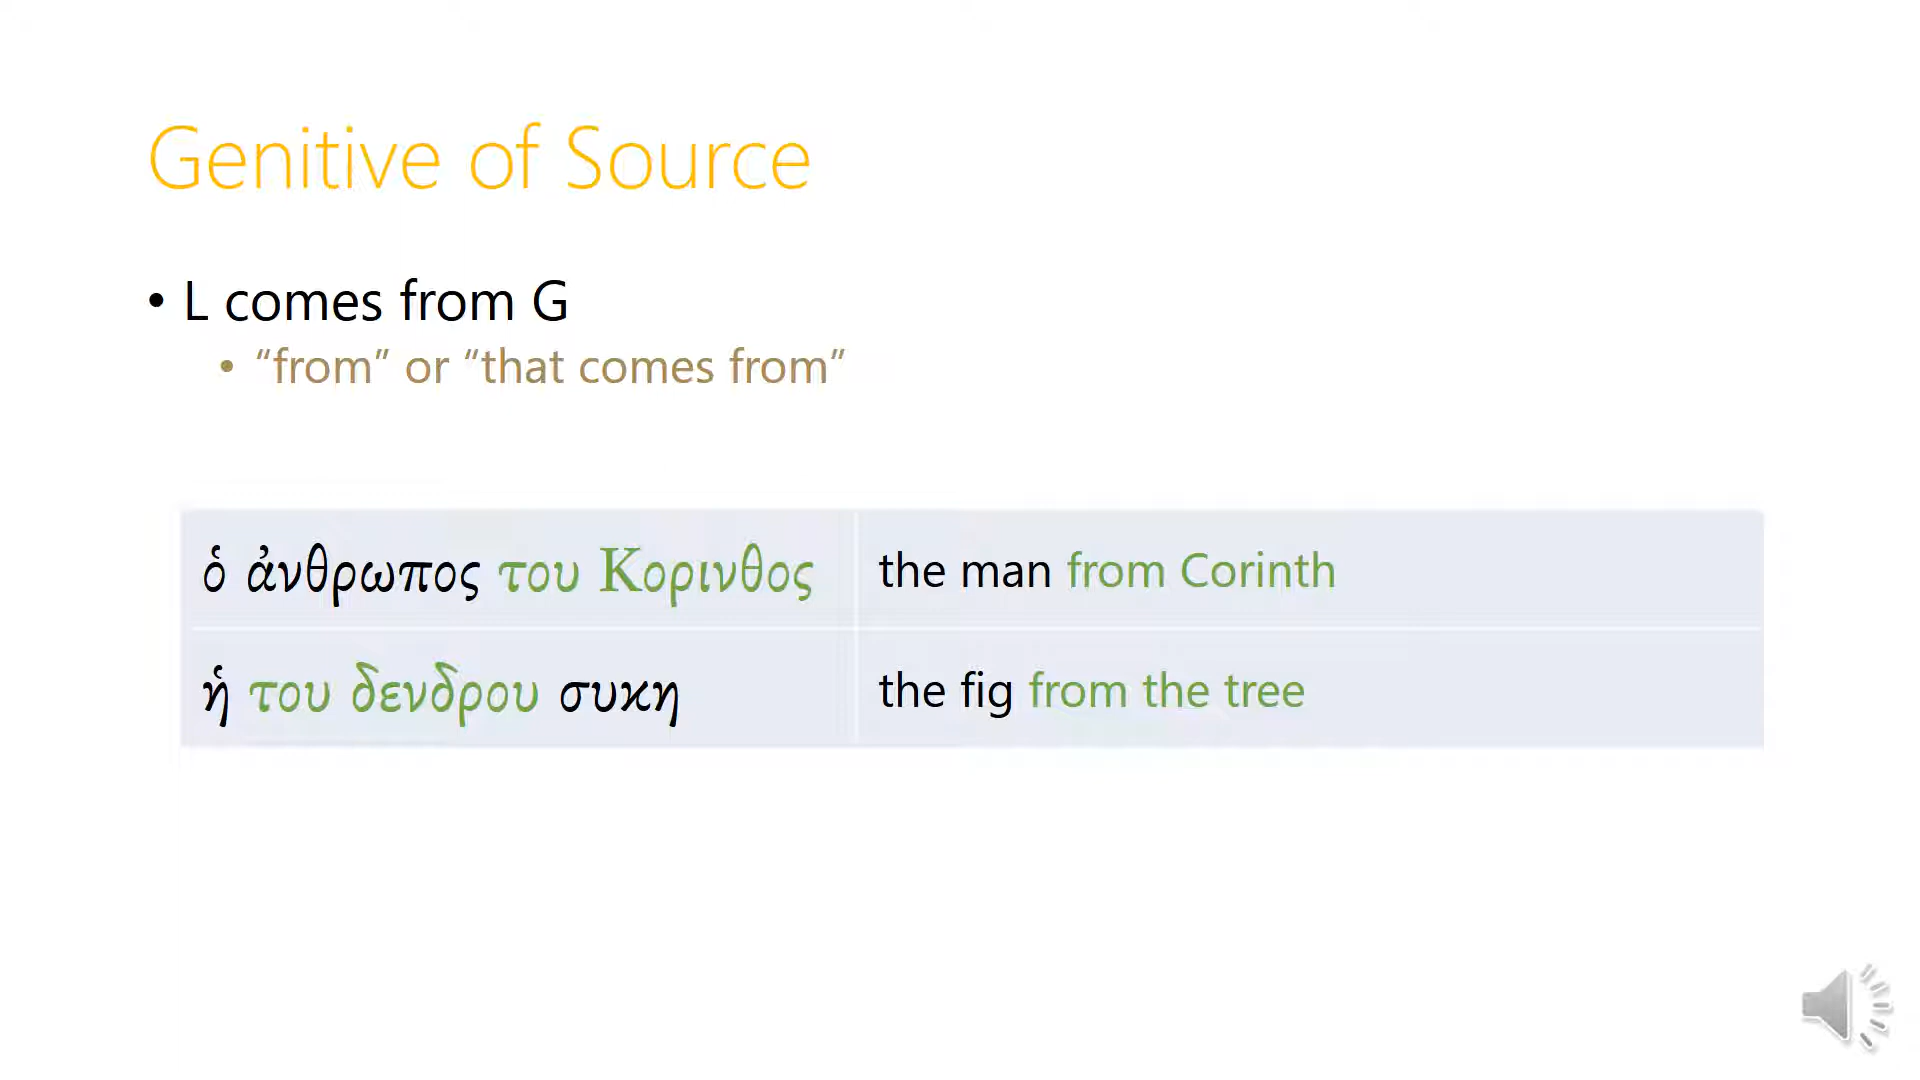 Genitive of Source
• L comes from G
• “from” or “that comes from”
ὁ ἀνθρωπος του Κορινθος the man from Corinth
ἡ του δενδρου συκη the fig from the tree